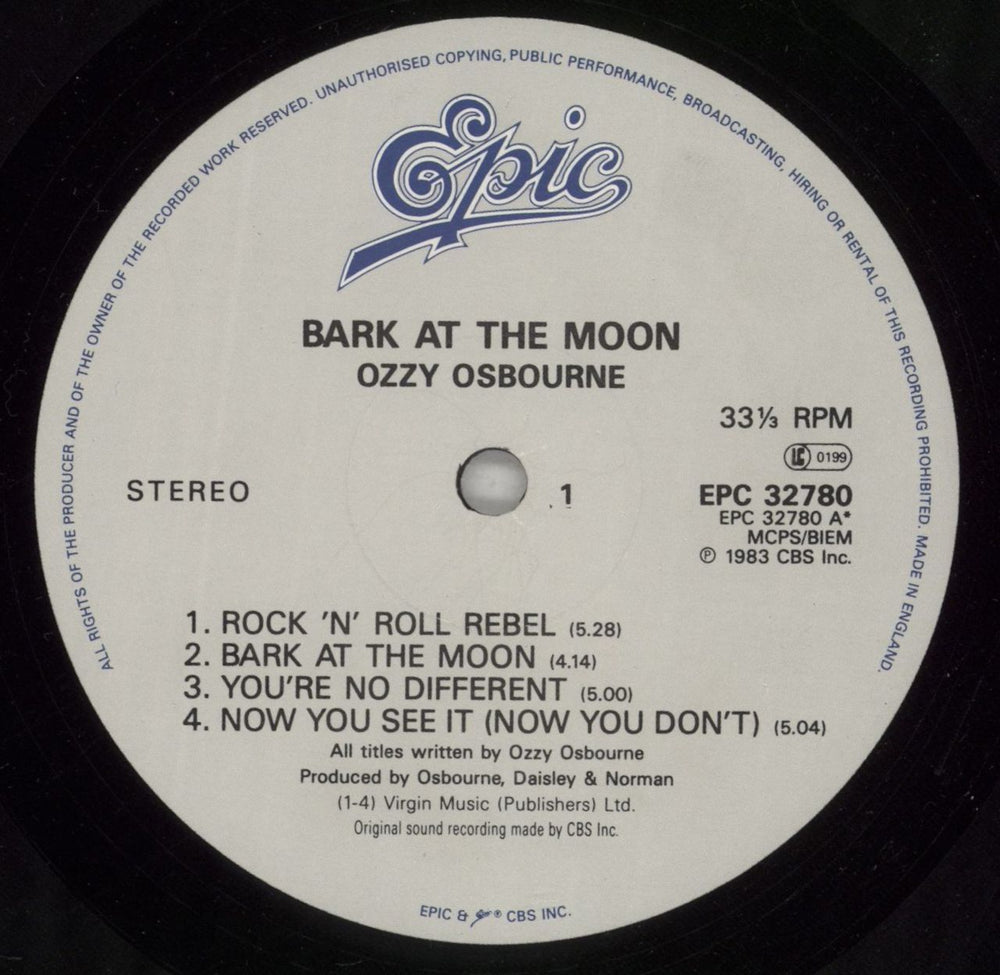 ALL RIGHTS OF THE PRODUCER AND OF THE OWNER OF THE RECORDED WORK RESERVED. UNAUTHORISED COPYING, PUBLIC PERFORMANCE, BROADCASTING, HIRING OR RENTAL OF THIS RECORDING PROHIBITED. MADE IN ENGLAND.
Epic
BARK AT THE MOON
OZZY OSBOURNE
33⅓ RPM
LC 0199
STEREO
1
EPC 32780
EPC 32780 A*
MCPS/BIEM
℗ 1983 CBS Inc.
1. ROCK 'N' ROLL REBEL (5.28)
2. BARK AT THE MOON (4.14)
3. YOU'RE NO DIFFERENT (5.00)
4. NOW YOU SEE IT (NOW YOU DON'T) (5.04)
All titles written by Ozzy Osbourne
Produced by Osbourne, Daisley & Norman
(1-4) Virgin Music (Publishers) Ltd.
Original sound recording made by CBS Inc.
EPIC & Epic ® CBS INC.